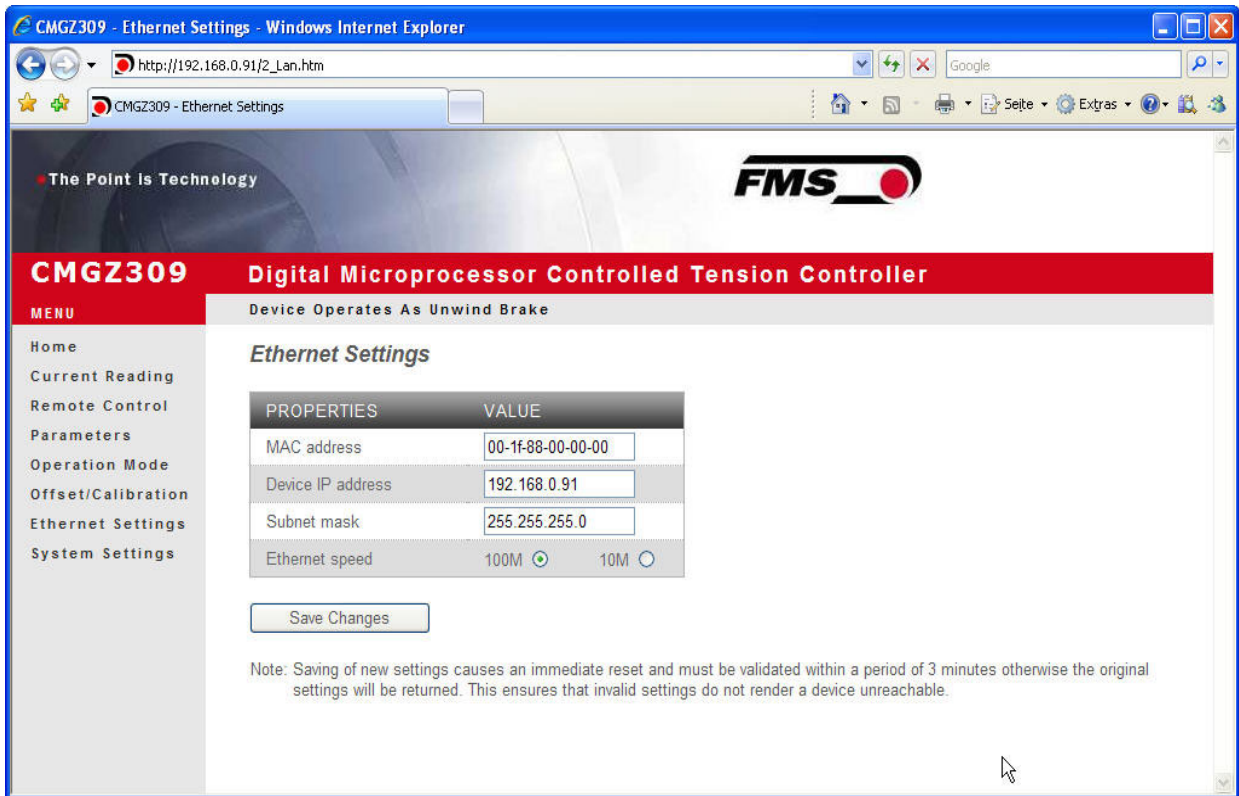 CMGZ309 - Ethernet Settings - Windows Internet Explorer
http://192.168.0.91/2_Lan.htm
Google
CMGZ309 - Ethernet Settings
Seite
Extras
The Point is Technology
FMS
CMGZ309 Digital Microprocessor Controlled Tension Controller
MENU
Device Operates As Unwind Brake
Home
Current Reading
Remote Control
Parameters
Operation Mode
Offset/Calibration
Ethernet Settings
System Settings
Ethernet Settings
PROPERTIES VALUE
MAC address 00-1f-88-00-00-00
Device IP address 192.168.0.91
Subnet mask 255.255.255.0
Ethernet speed 100M 10M
Save Changes
Note: Saving of new settings causes an immediate reset and must be validated within a period of 3 minutes otherwise the original
settings will be returned. This ensures that invalid settings do not render a device unreachable.